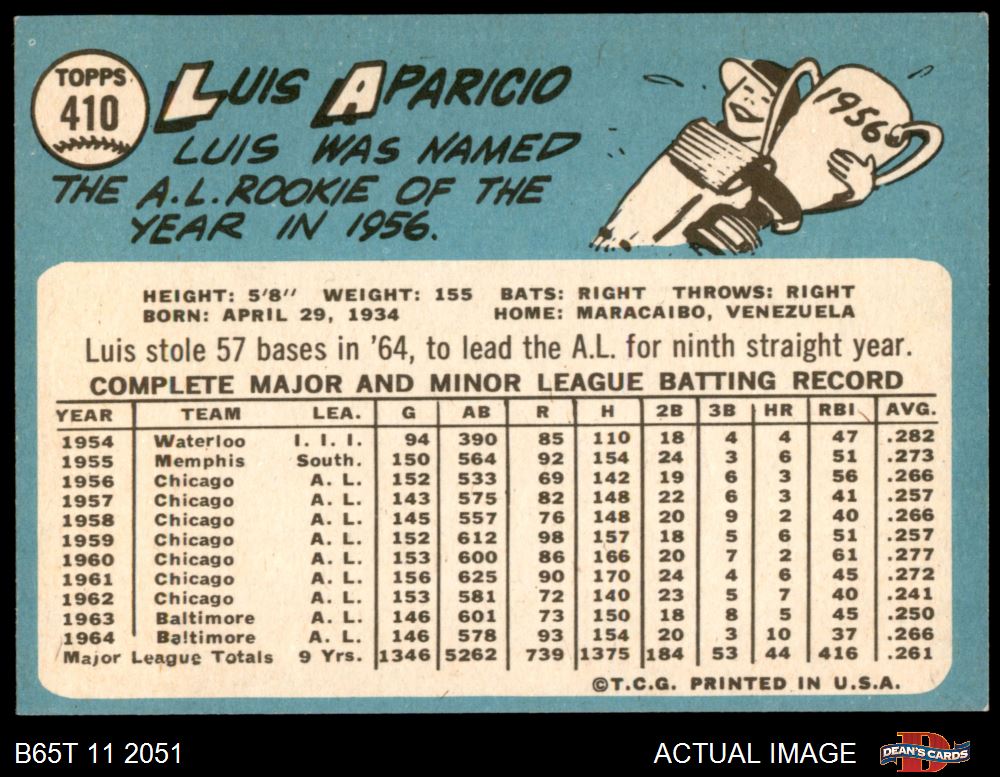 TOPPS
410
LUIS APARICIO
LUIS WAS NAMED
THE A.L. ROOKIE OF THE
YEAR IN 1956.
1956
HEIGHT: 5'8" WEIGHT: 155 BATS: RIGHT THROWS: RIGHT
BORN: APRIL 29, 1934 HOME: MARACAIBO, VENEZUELA
Luis stole 57 bases in '64, to lead the A.L. for ninth straight year.
COMPLETE MAJOR AND MINOR LEAGUE BATTING RECORD
YEAR TEAM LEA. G AB R H 2B 3B HR RBI AVG.
1954 Waterloo I. I. I. 94 390 85 110 18 4 4 47 .282
1955 Memphis South. 150 564 92 154 24 3 6 51 .273
1956 Chicago A. L. 152 533 69 142 19 6 3 56 .266
1957 Chicago A. L. 143 575 82 148 22 6 3 41 .257
1958 Chicago A. L. 145 557 76 148 20 9 2 40 .266
1959 Chicago A. L. 152 612 98 157 18 5 6 51 .257
1960 Chicago A. L. 153 600 86 166 20 7 2 61 .277
1961 Chicago A. L. 156 625 90 170 24 4 6 45 .272
1962 Chicago A. L. 153 581 72 140 23 5 7 40 .241
1963 Baltimore A. L. 146 601 73 150 18 8 5 45 .250
1964 Baltimore A. L. 146 578 93 154 20 3 10 37 .266
Major League Totals 9 Yrs. 1346 5262 739 1375 184 53 44 416 .261
©T.C.G. PRINTED IN U.S.A.
B65T 11 2051
ACTUAL IMAGE
DEAN'S CARDS